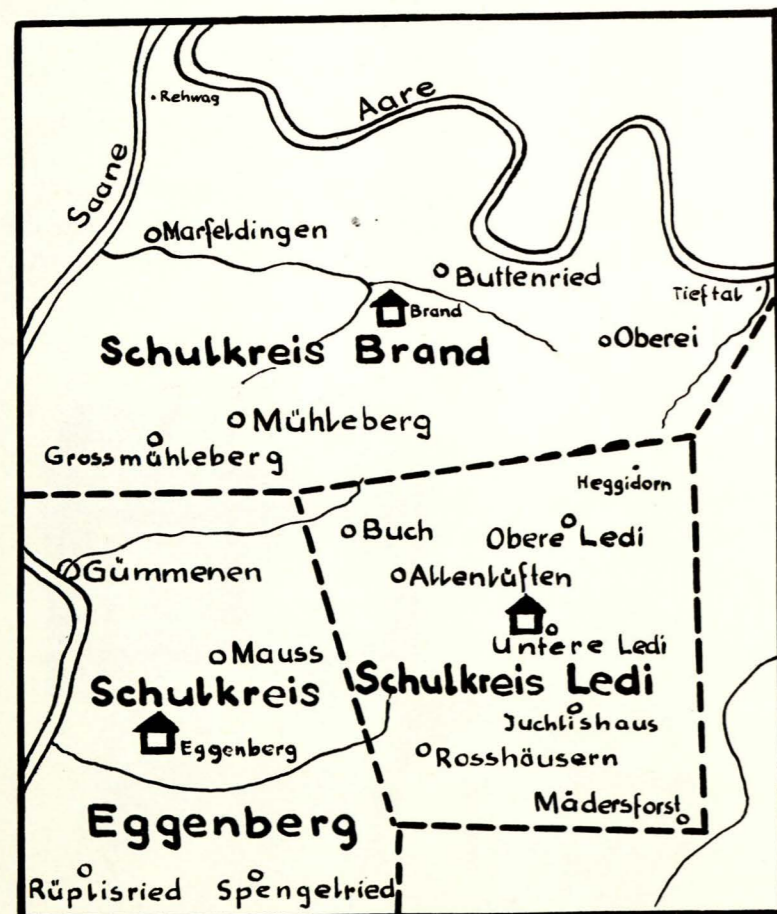 Rehwag
Aare
Saane
Marfeldingen
Buttenried
Tieftal
Brand
Oberei
Schulkreis Brand
Mühleberg
Grossmühleberg
Heggidorn
Buch
Obere Ledi
Gümmenen
Allenlüften
Mauss
Untere Ledi
Schulkreis
Schulkreis Ledi
Juchlishaus
Eggenberg
Rosshäusern
Mädersforst
Eggenberg
Rüplisried
Spengelried